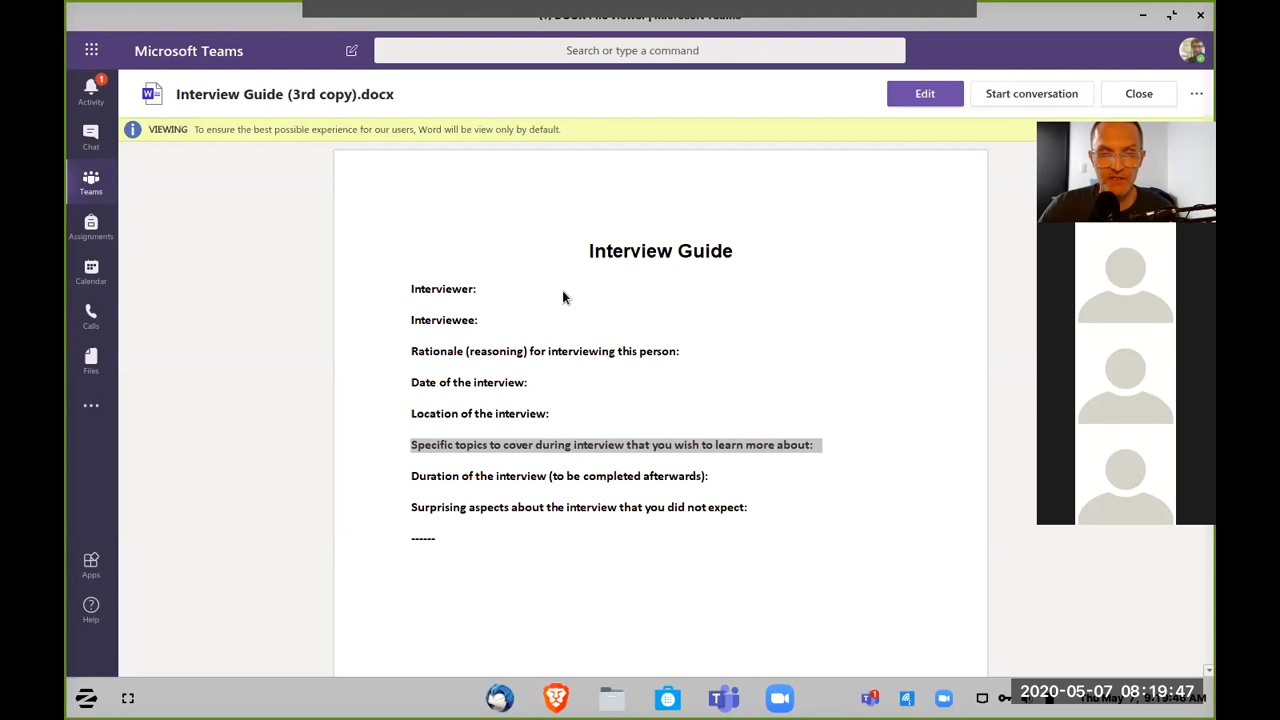 Microsoft Teams
Search or type a command
1
Activity
Chat
Teams
Assignments
Calendar
Calls
Files
Apps
Help
Interview Guide (3rd copy).docx
Edit
Start conversation
Close
VIEWING To ensure the best possible experience for our users, Word will be view only by default.
Interview Guide
Interviewer:
Interviewee:
Rationale (reasoning) for interviewing this person:
Date of the interview:
Location of the interview:
Specific topics to cover during interview that you wish to learn more about:
Duration of the interview (to be completed afterwards):
Surprising aspects about the interview that you did not expect:
------
1
2020-05-07 08:19:47